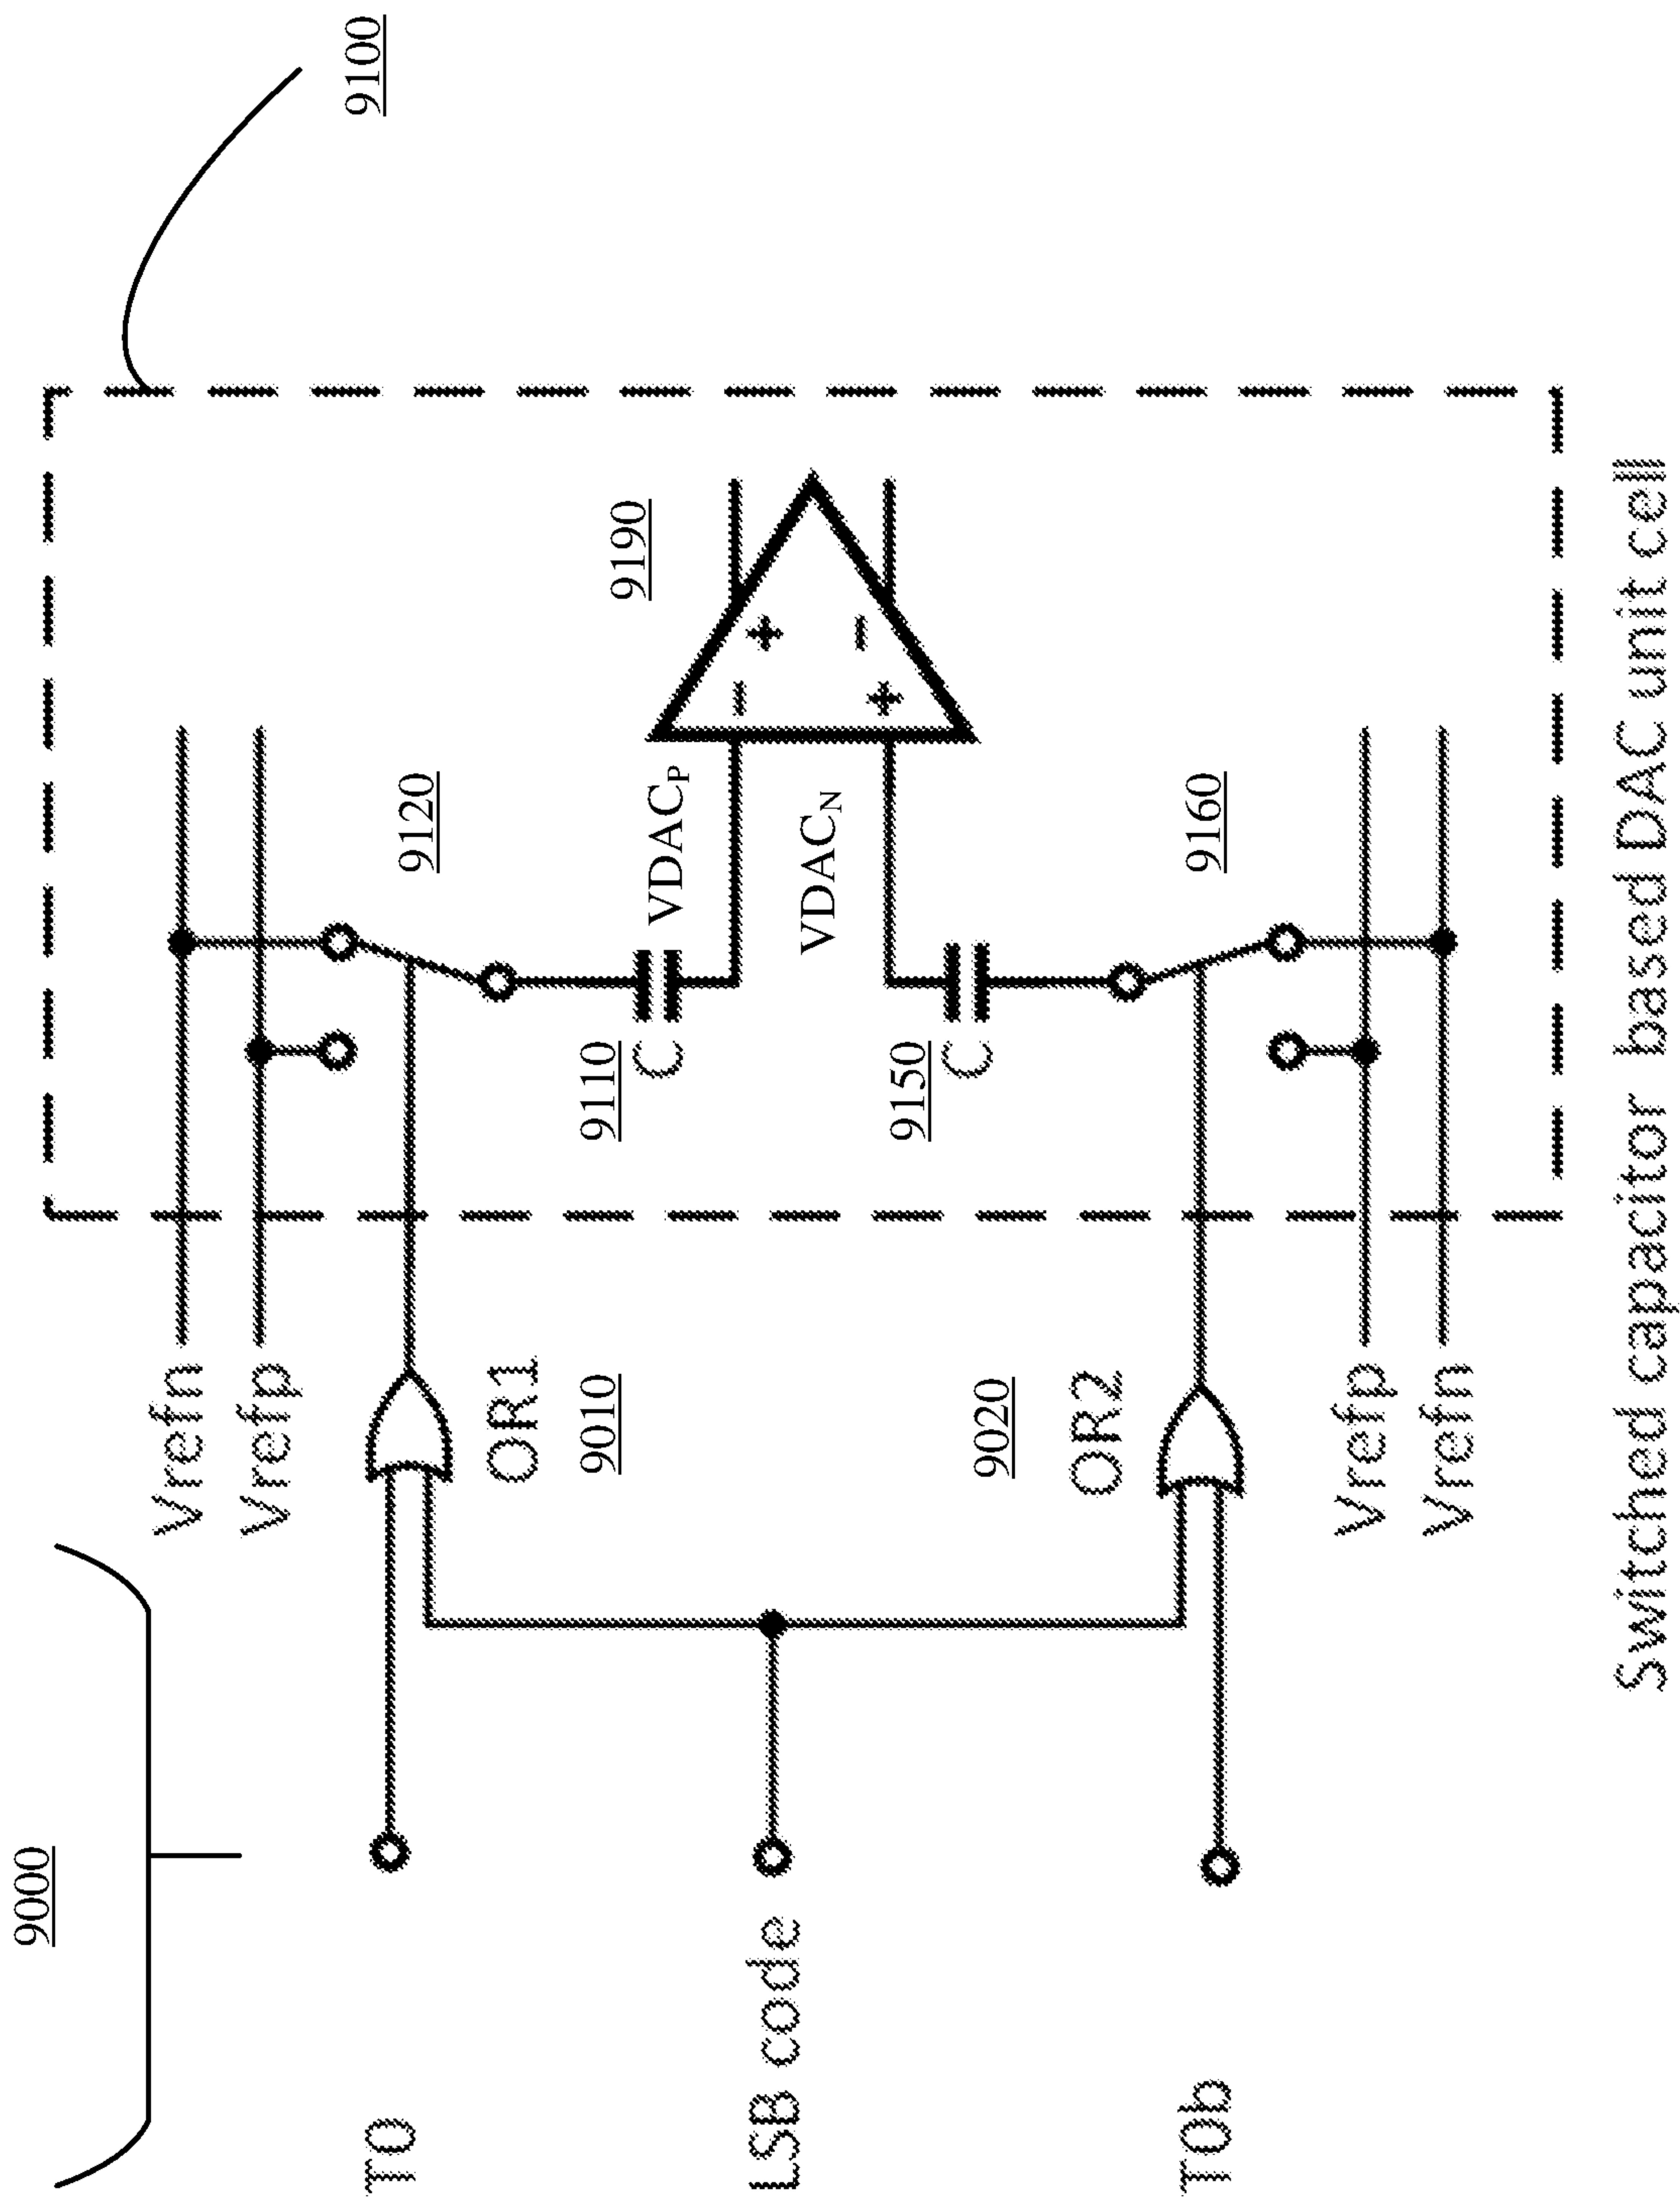 9000
9100
Vrefn
Vrefp
9120
T0
OR1
9010
9110
C
VDAC_P
9190
− +
LSB code
VDAC_N
+ −
9150
C
9020
OR2
9160
T0b
Vrefp
Vrefn
Switched capacitor based DAC unit cell